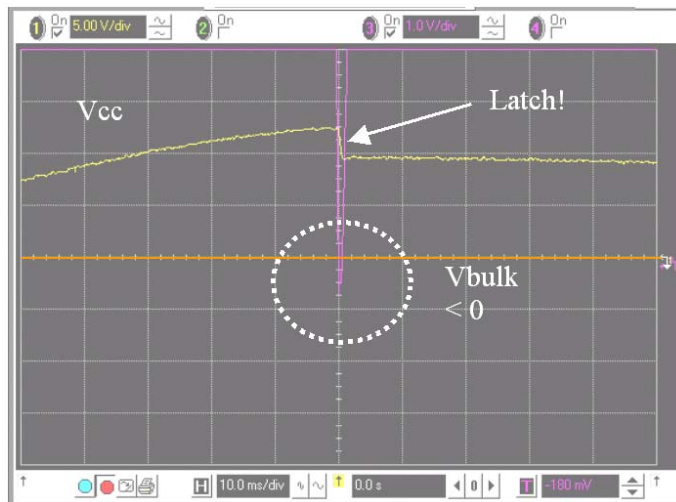 1 On 5.00 V/div 2 On 3 On 1.0 V/div 4 On
Vcc
Latch!
Vbulk
< 0
H 10.0 ms/div 0.0 s 0 T -180 mV